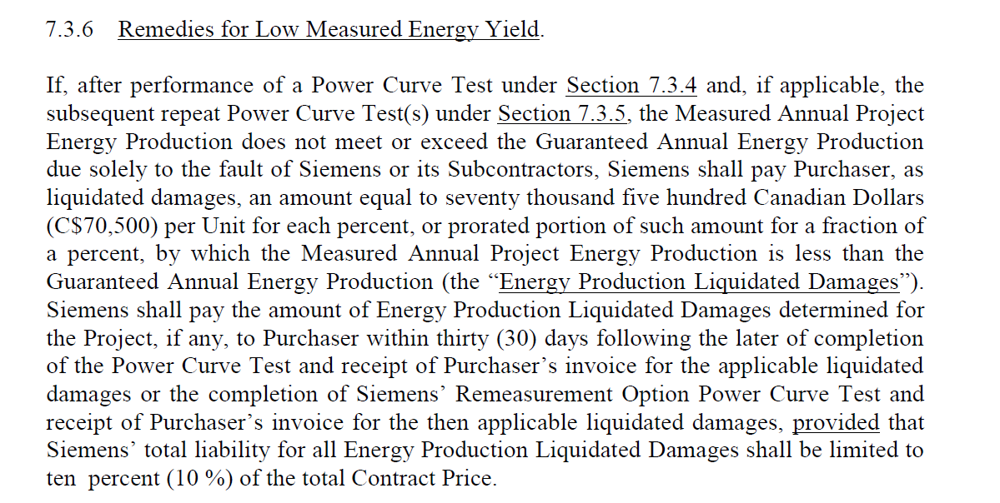 7.3.6 Remedies for Low Measured Energy Yield.
If, after performance of a Power Curve Test under Section 7.3.4 and, if applicable, the
subsequent repeat Power Curve Test(s) under Section 7.3.5, the Measured Annual Project
Energy Production does not meet or exceed the Guaranteed Annual Energy Production
due solely to the fault of Siemens or its Subcontractors, Siemens shall pay Purchaser, as
liquidated damages, an amount equal to seventy thousand five hundred Canadian Dollars
(C$70,500) per Unit for each percent, or prorated portion of such amount for a fraction of
a percent, by which the Measured Annual Project Energy Production is less than the
Guaranteed Annual Energy Production (the “Energy Production Liquidated Damages”).
Siemens shall pay the amount of Energy Production Liquidated Damages determined for
the Project, if any, to Purchaser within thirty (30) days following the later of completion
of the Power Curve Test and receipt of Purchaser’s invoice for the applicable liquidated
damages or the completion of Siemens’ Remeasurement Option Power Curve Test and
receipt of Purchaser’s invoice for the then applicable liquidated damages, provided that
Siemens’ total liability for all Energy Production Liquidated Damages shall be limited to
ten percent (10 %) of the total Contract Price.